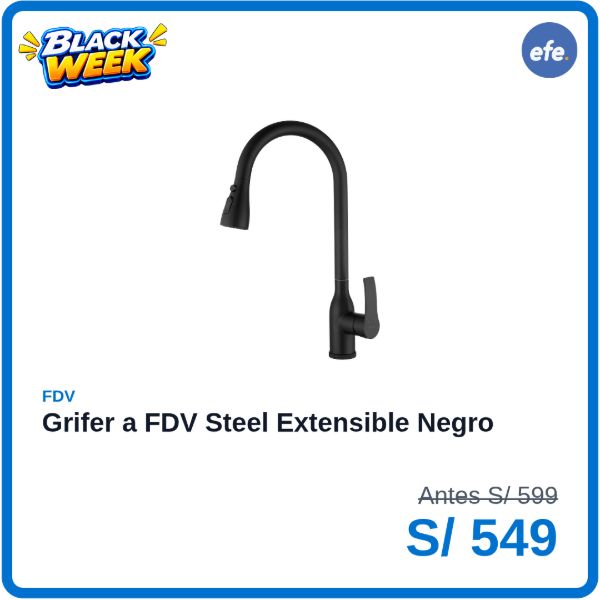 BLACK
WEEK
efe.
FDV
Grifer a FDV Steel Extensible Negro
Antes S/ 599
S/ 549